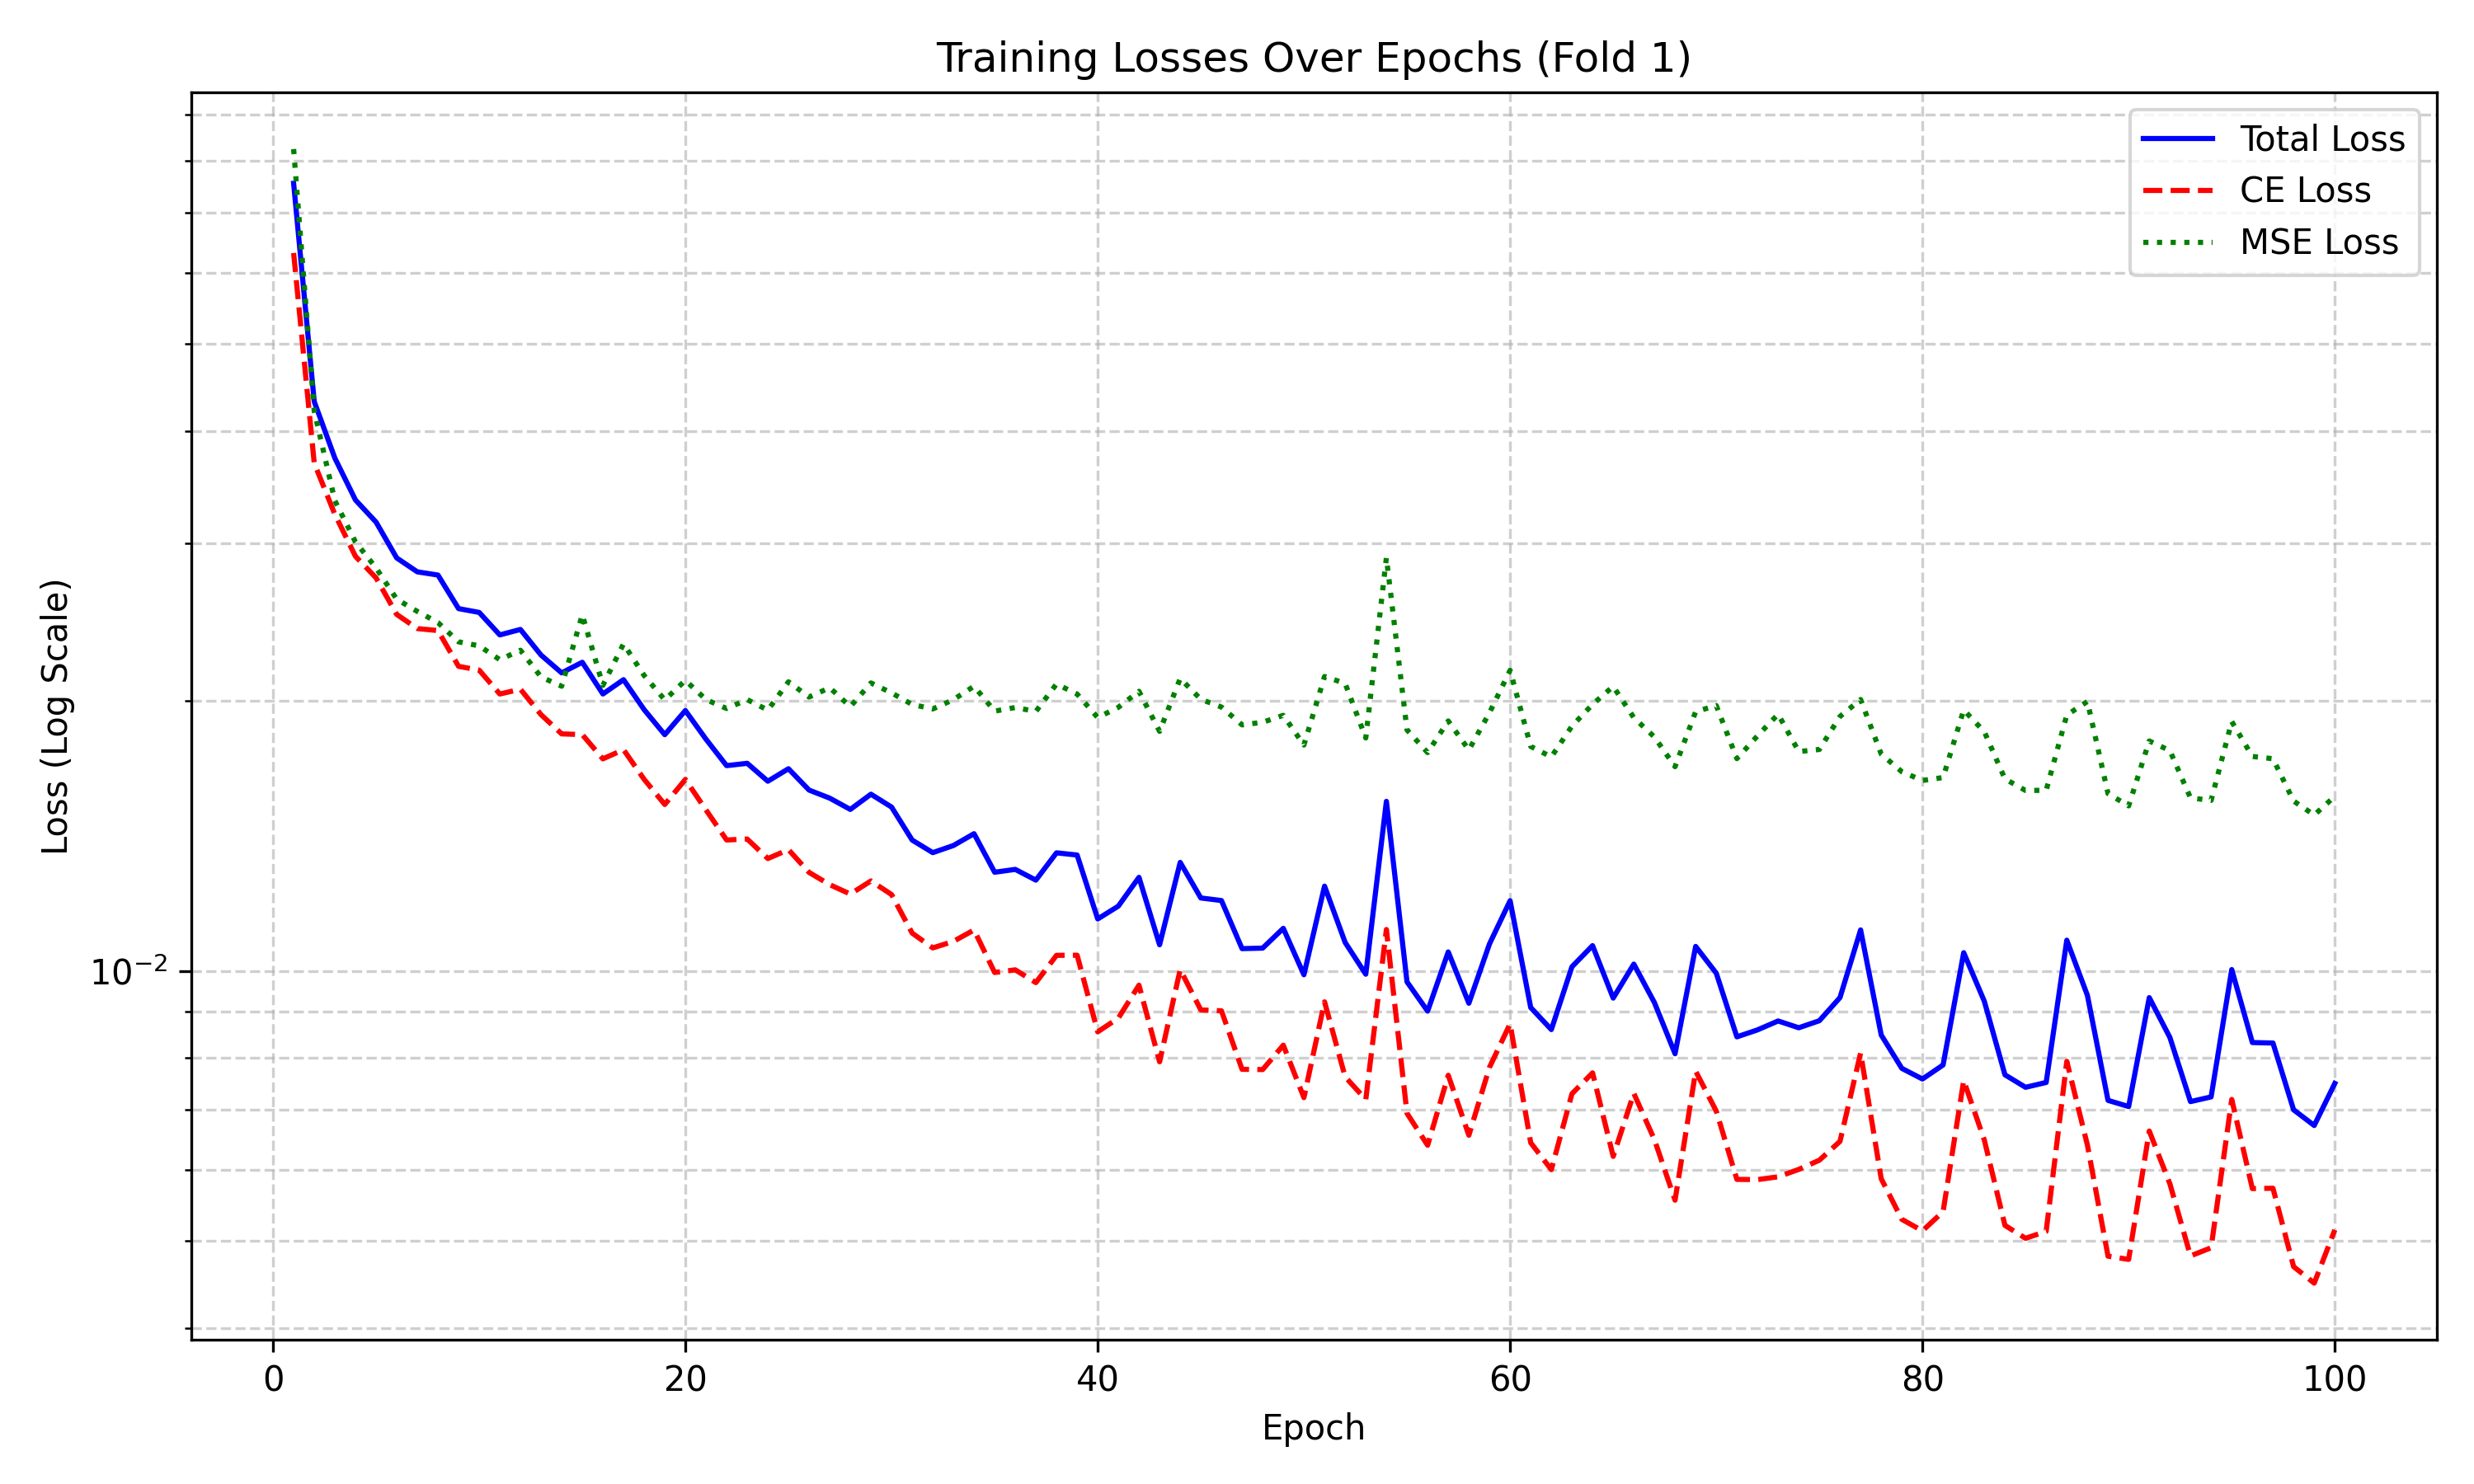 Training Losses Over Epochs (Fold 1)
Total Loss
CE Loss
MSE Loss
Loss (Log Scale)
10⁻²
0 20 40 60 80 100
Epoch